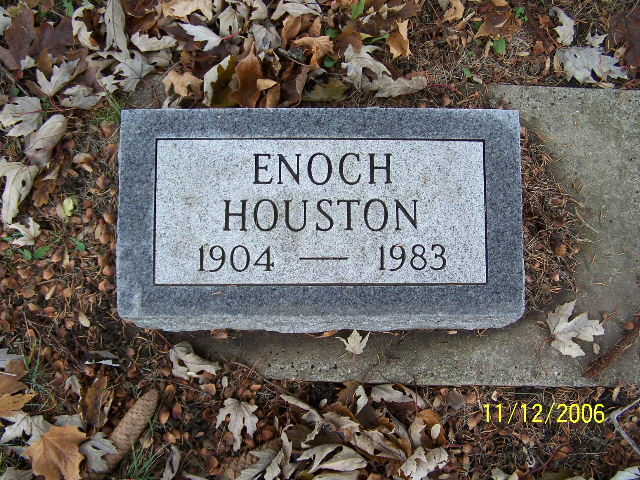 ENOCH
HOUSTON
1904 — 1983
11/12/2006